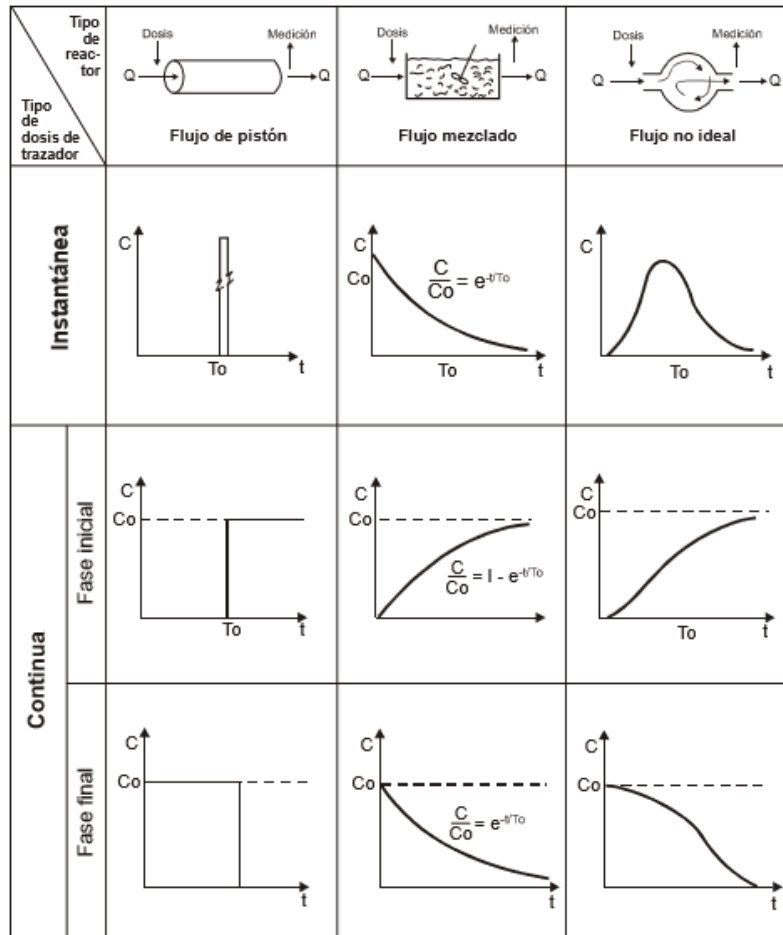 Tipo
de
reac-
tor
Tipo
de
dosis de
trazador
Dosis
Medición
Q
Q
Flujo de pistón
Dosis
Medición
Q
Q
Flujo mezclado
Dosis
Medición
Q
Q
Flujo no ideal
Instantánea
C
To
t
C
Co
C/Co = e-t/To
To
t
C
To
t
Continua
Fase inicial
C
Co
To
t
C
Co
C/Co = I - e-t/To
t
C
Co
To
t
Fase final
C
Co
t
C
Co
C/Co = e-t/To
t
C
Co
t